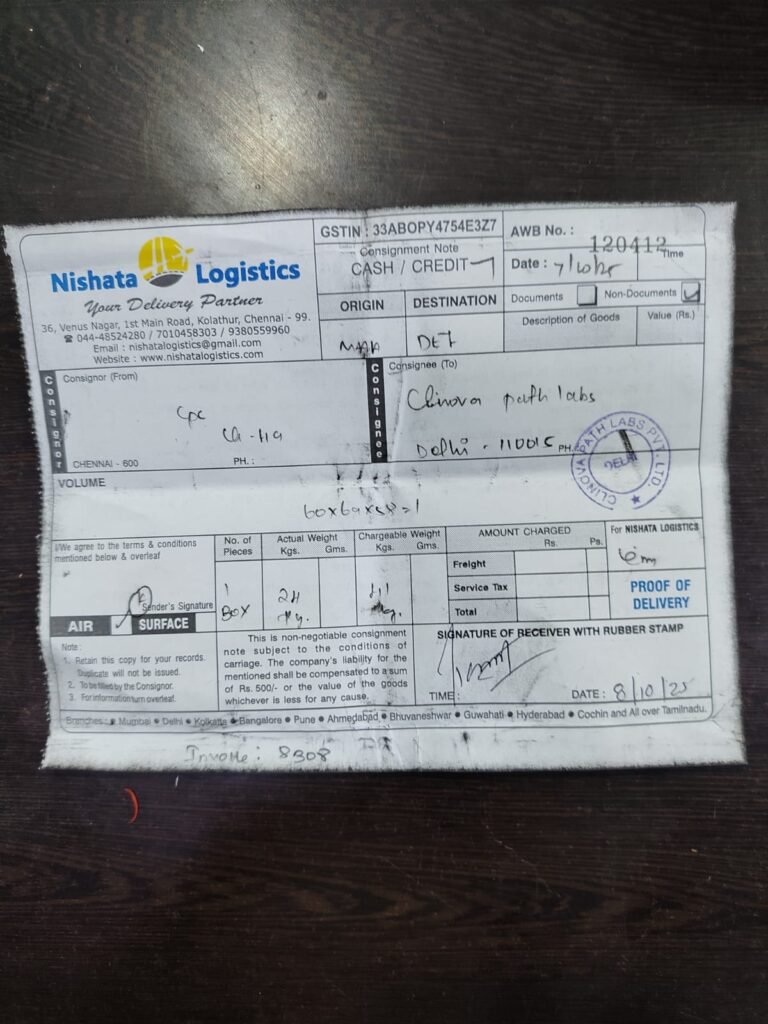 Nishata Logistics
Your Delivery Partner
36, Venus Nagar, 1st Main Road, Kolathur, Chennai - 99.
☎ 044-48524280 / 7010458303 / 9380559960
Email : nishatalogistics@gmail.com
Website : www.nishatalogistics.com
GSTIN : 33ABOPY4754E3Z7
Consignment Note
CASH / CREDIT
ORIGIN
DESTINATION
MAA
AWB No. :
120412
Date :
Time
Documents
Non-Documents
Description of Goods
Value (Rs.)
Consignor
Consignor (From)
CHENNAI - 600
PH. :
Consignee
Consignee (To)
Clinova path labs
Delhi - 110015
PH
CLINOVA PATH LABS PVT. LTD.
DELHI
VOLUME
I/We agree to the terms & conditions
mentioned below & overleaf
Sender's Signature
AIR
SURFACE
No. of
Pieces
1
BOX
Actual Weight
Kgs. Gms.
24
Kg.
Chargeable Weight
Kgs. Gms.
41
Kg.
AMOUNT CHARGED
Rs. Ps.
Freight
Service Tax
Total
For NISHATA LOGISTICS
PROOF OF
DELIVERY
Note :
1. Retain this copy for your records.
Duplicate will not be issued.
2. To be filled by the Consignor.
3. For information turn overleaf.
This is non-negotiable consignment
note subject to the conditions of
carriage. The company's liability for the
mentioned shall be compensated to a sum
of Rs. 500/- or the value of the goods
whichever is less for any cause.
SIGNATURE OF RECEIVER WITH RUBBER STAMP
TIME :
DATE : 8/10/25
Branches : ● Mumbai ● Delhi ● Kolkatta ● Bangalore ● Pune ● Ahmedabad ● Bhuvaneshwar ● Guwahati ● Hyderabad ● Cochin and All over Tamilnadu.
Invoice : 8308